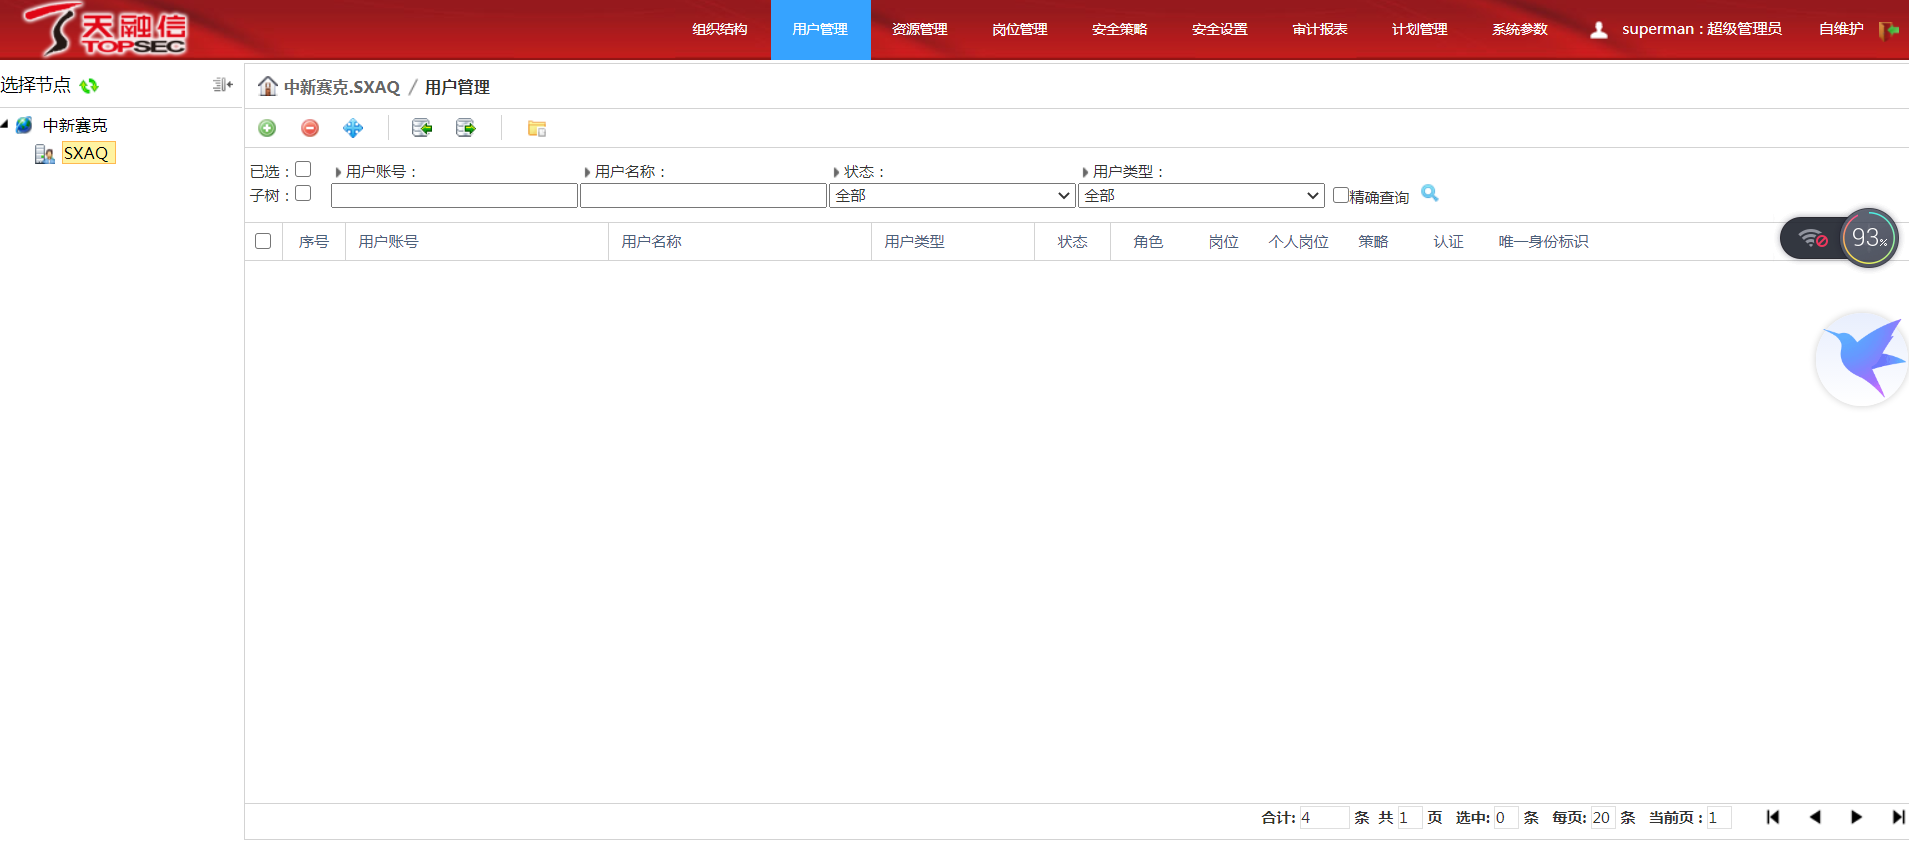 天融信
TOPSEC
组织结构 用户管理 资源管理 岗位管理 安全策略 安全设置 审计报表 计划管理 系统参数 superman : 超级管理员 自维护
选择节点
中新赛克
SXAQ
中新赛克.SXAQ / 用户管理
已选： 用户账号： 用户名称： 状态： 用户类型：
子树： 全部 全部 精确查询
序号 用户账号 用户名称 用户类型 状态 角色 岗位 个人岗位 策略 认证 唯一身份标识
93%
合计: 4 条 共 1 页 选中: 0 条 每页: 20 条 当前页 : 1